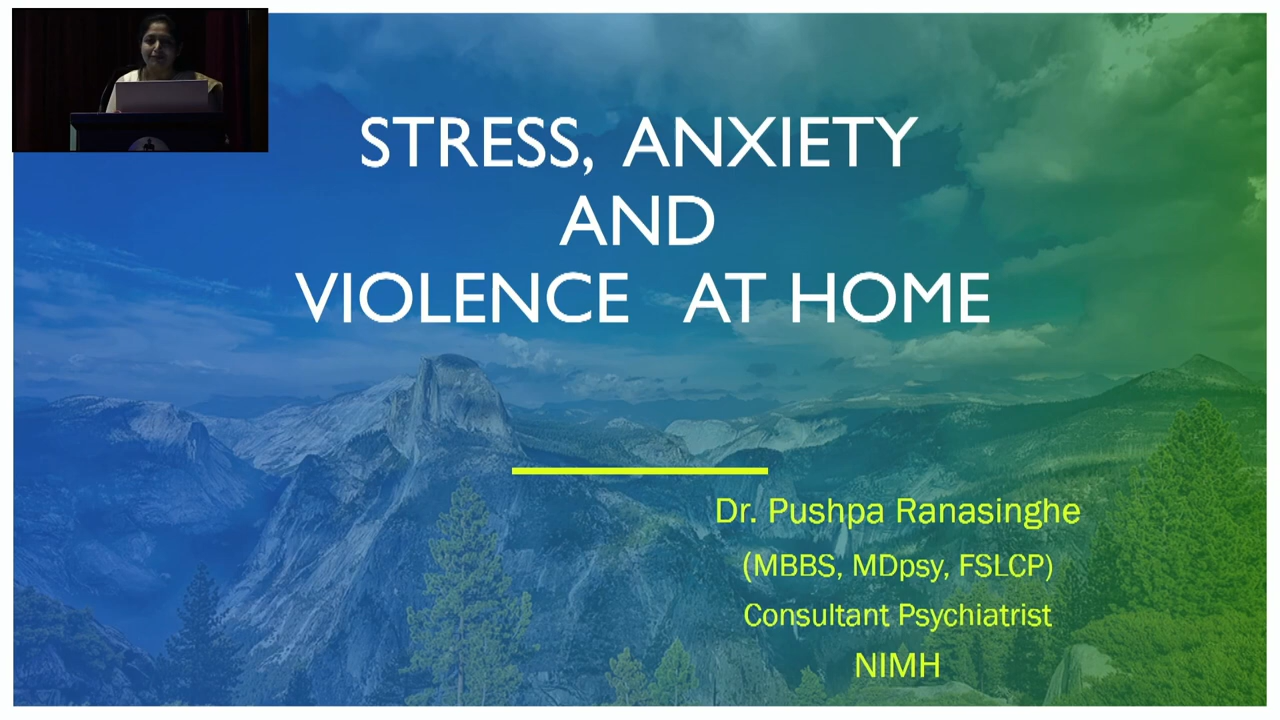 STRESS, ANXIETY
AND
VIOLENCE AT HOME
Dr. Pushpa Ranasinghe
(MBBS, MDpsy, FSLCP)
Consultant Psychiatrist
NIMH